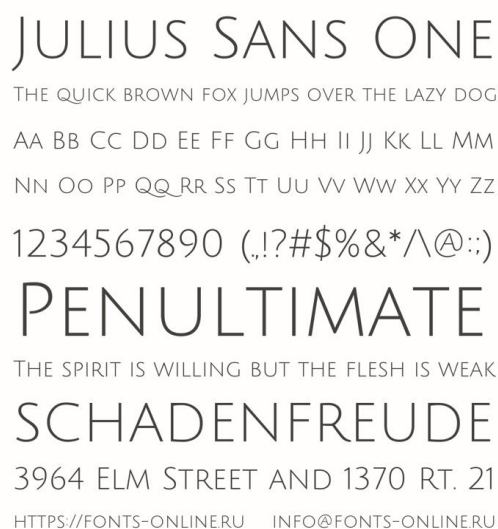 Julius Sans One
The quick brown fox jumps over the lazy dog
Aa Bb Cc Dd Ee Ff Gg Hh Ii Jj Kk Ll Mm
Nn Oo Pp Qq Rr Ss Tt Uu Vv Ww Xx Yy Zz
1234567890 (.,!?#$%&*/\@:;)
Penultimate
The spirit is willing but the flesh is weak
schadenfreude
3964 Elm Street and 1370 Rt. 21
https://fonts-online.ru info@fonts-online.ru